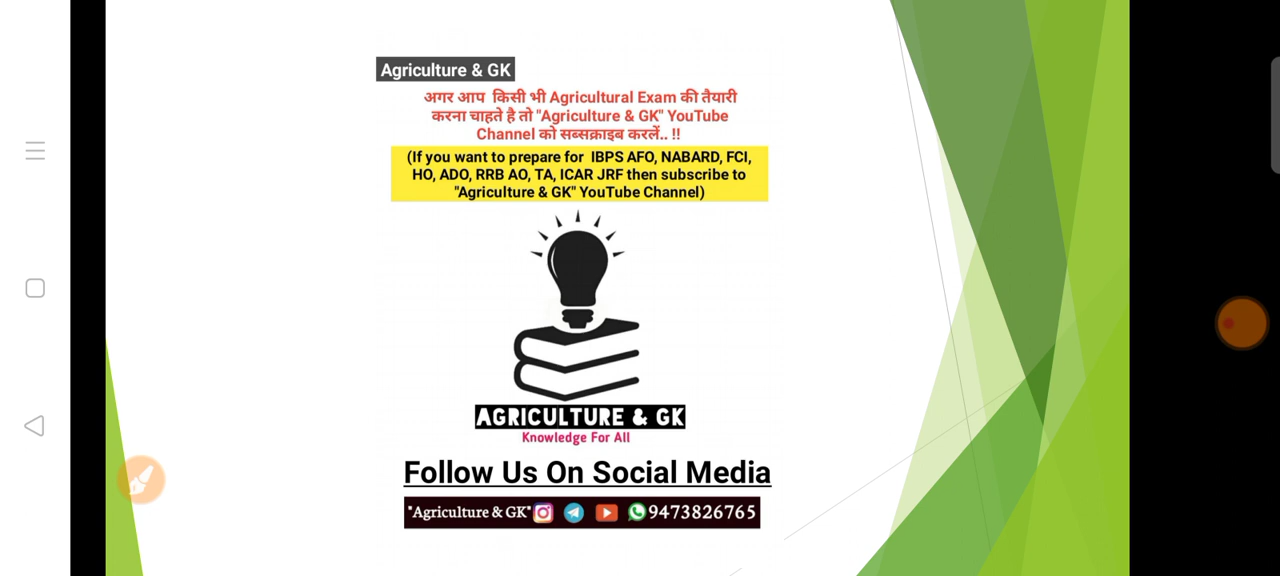 Agriculture & GK
अगर आप किसी भी Agricultural Exam की तैयारी
करना चाहते है तो "Agriculture & GK" YouTube
Channel को सब्सक्राइब करलें.. !!
(If you want to prepare for IBPS AFO, NABARD, FCI,
HO, ADO, RRB AO, TA, ICAR JRF then subscribe to
"Agriculture & GK" YouTube Channel)
AGRICULTURE & GK
Knowledge For All
Follow Us On Social Media
"Agriculture & GK" 9473826765